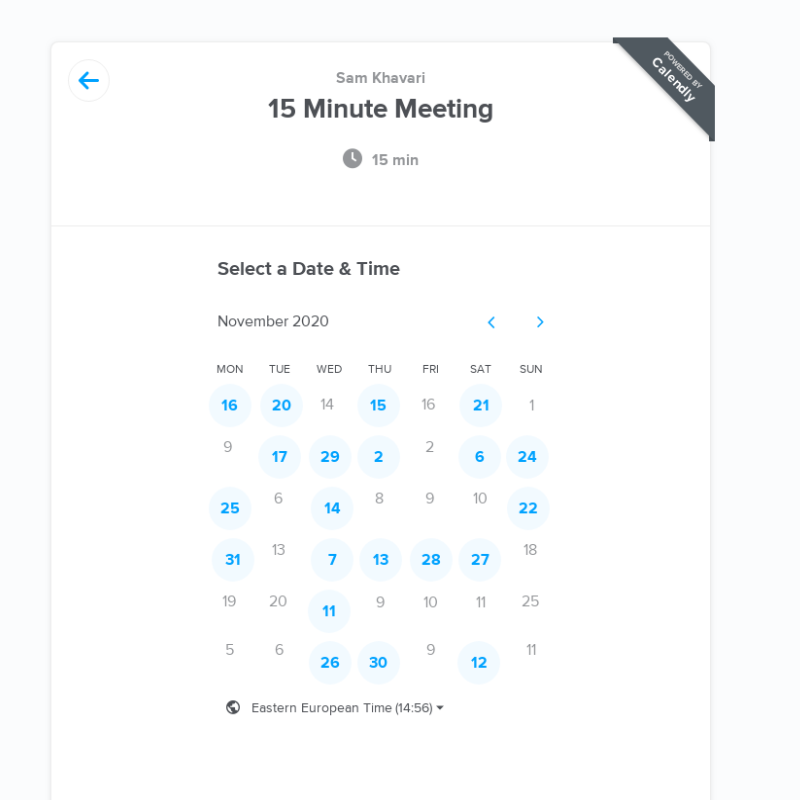 POWERED BY
Calendly
Sam Khavari
15 Minute Meeting
15 min
Select a Date & Time
November 2020
MON TUE WED THU FRI SAT SUN
16 20 14 15 16 21 1
9 17 29 2 2 6 24
25 6 14 8 9 10 22
31 13 7 13 28 27 18
19 20 11 9 10 11 25
5 6 26 30 9 12 11
Eastern European Time (14:56)